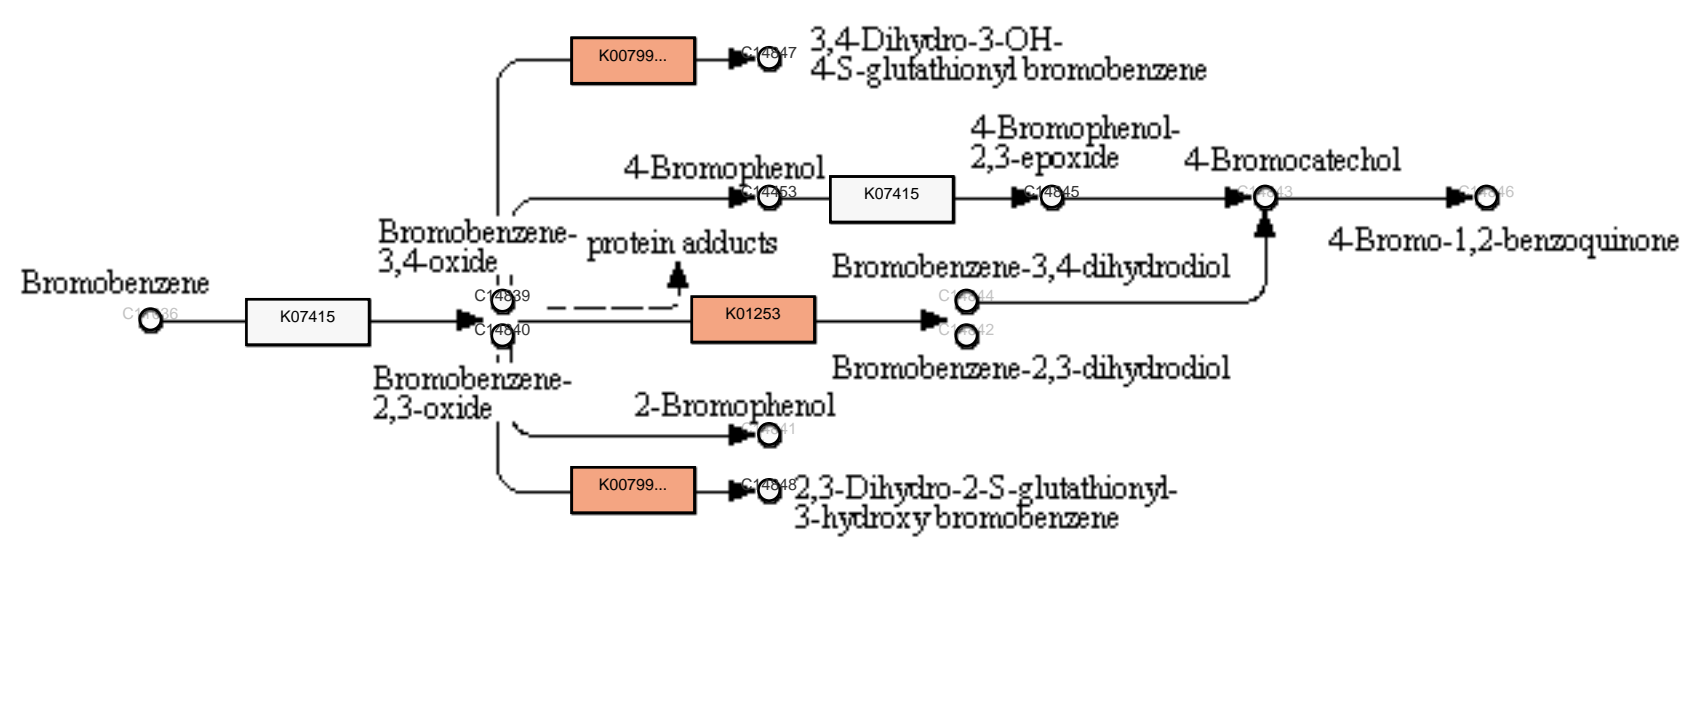 K00799...
C14847
3,4-Dihydro-3-OH-
4-S-glutathionyl bromobenzene
4-Bromophenol-
2,3-epoxide
4-Bromophenol
4-Bromocatechol
C14453
K07415
C14845
Bromobenzene-
3,4-oxide
protein adducts
4-Bromo-1,2-benzoquinone
Bromobenzene
Bromobenzene-3,4-dihydrodiol
C14839
K07415
K01253
C14840
Bromobenzene-
2,3-oxide
Bromobenzene-2,3-dihydrodiol
2-Bromophenol
K00799...
C14848
2,3-Dihydro-2-S-glutathionyl-
3-hydroxy bromobenzene